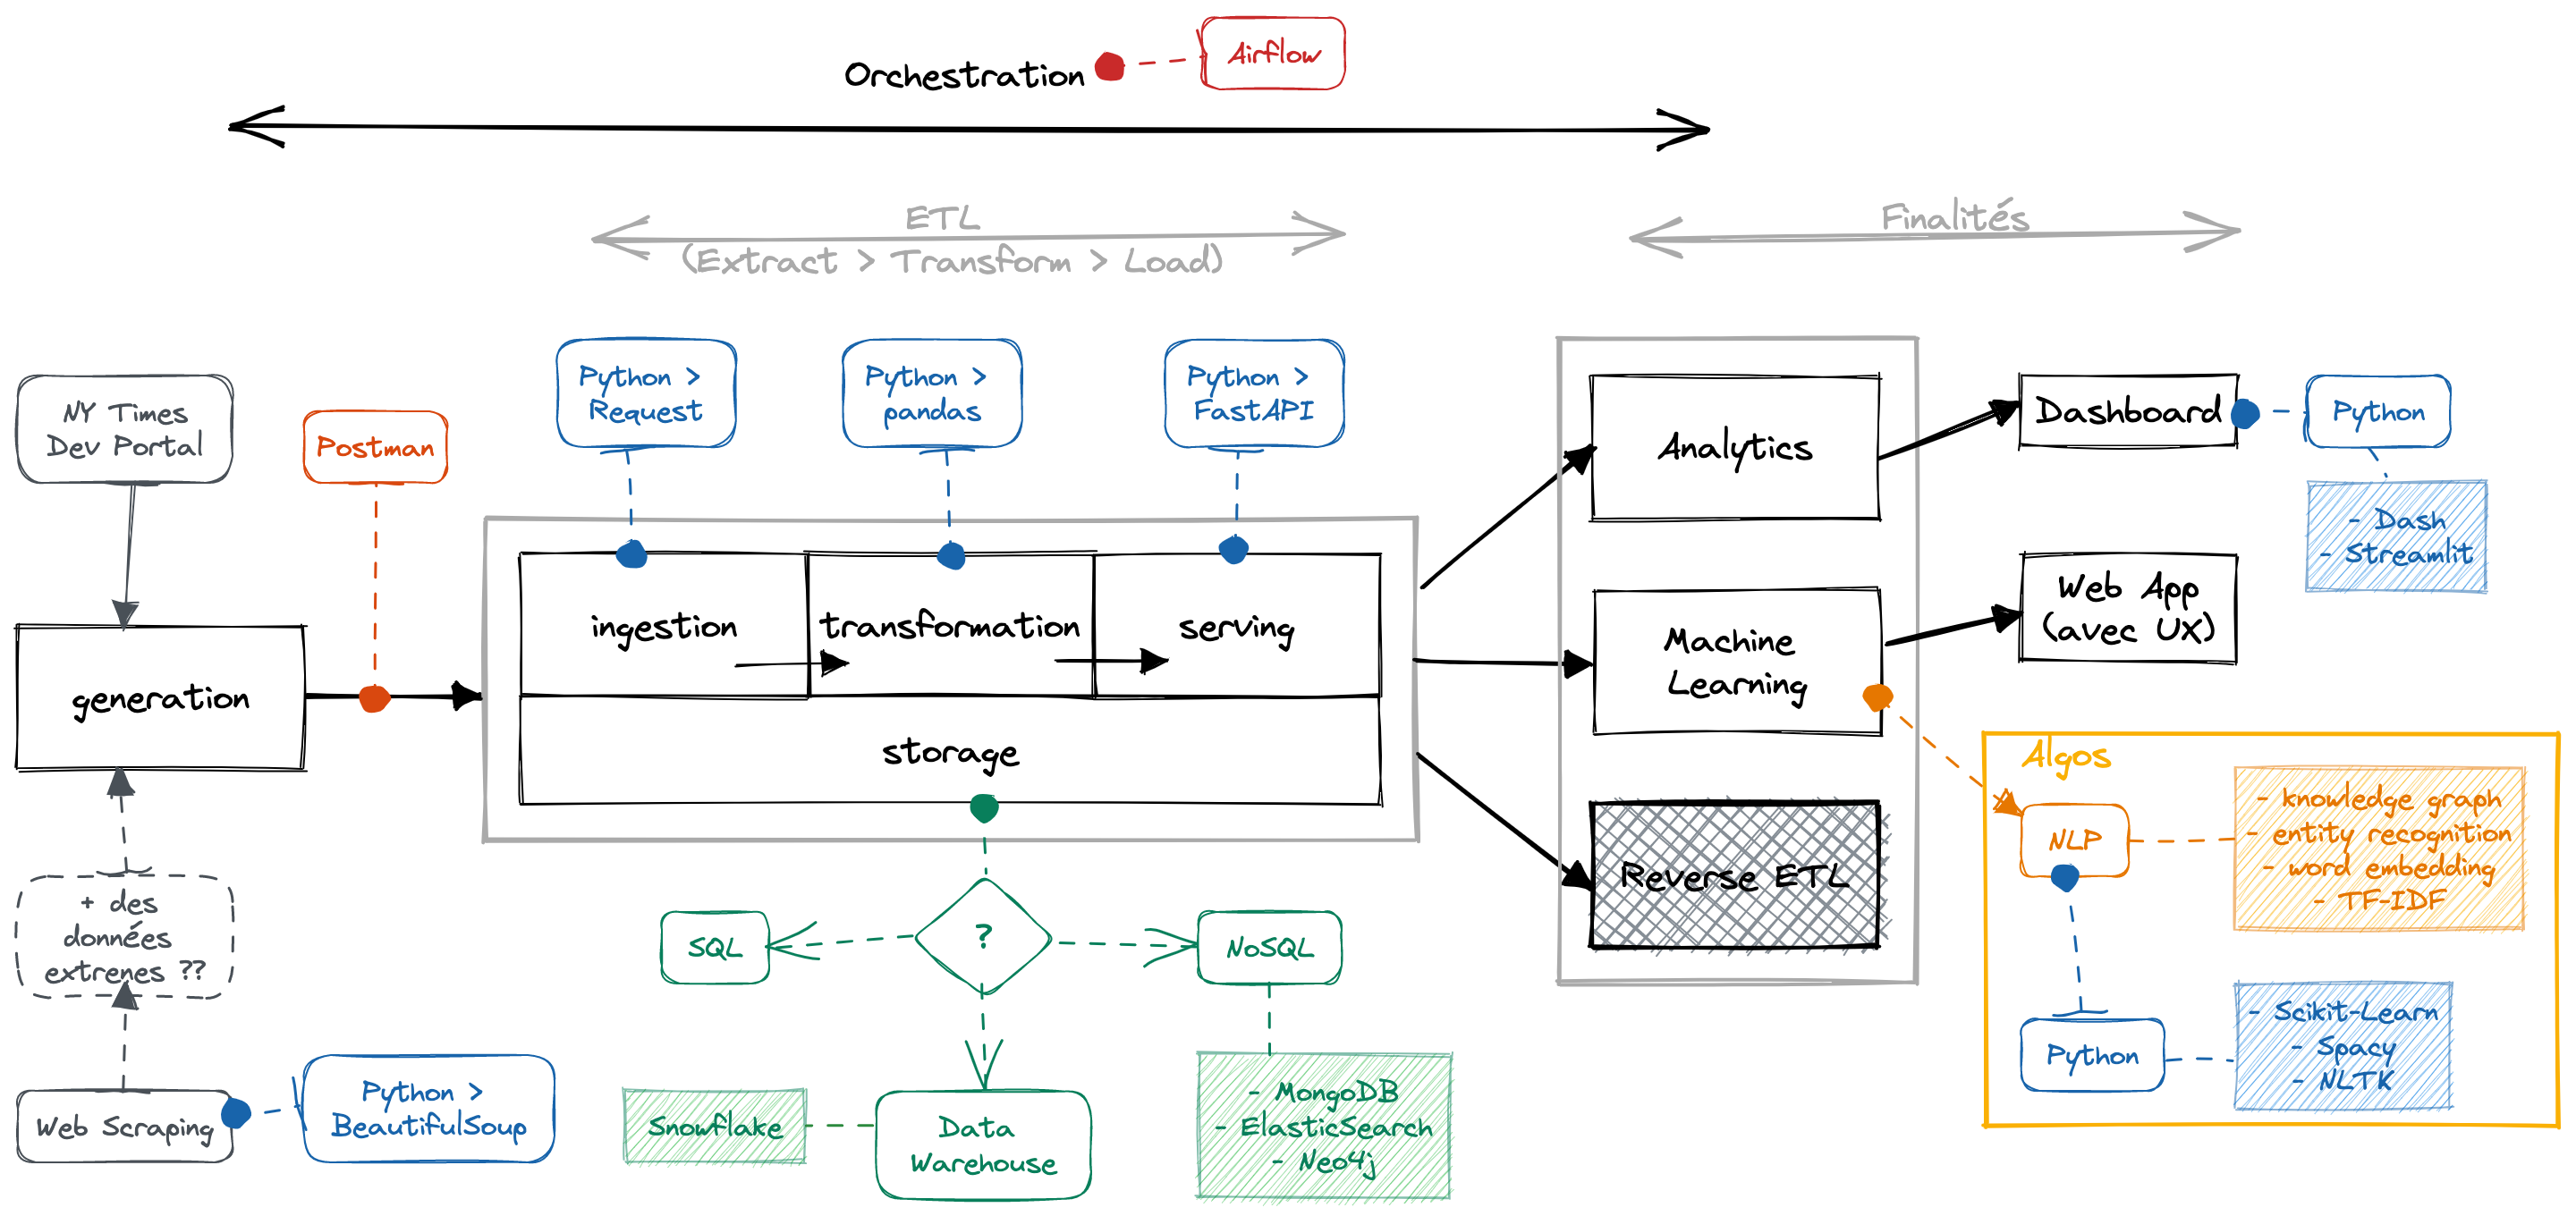 Orchestration
Airflow
ETL
(Extract > Transform > Load)
Finalités
NY Times
Dev Portal
Postman
Python >
Request
Python >
pandas
Python >
FastAPI
Analytics
Dashboard
Python
- Dash
- Streamlit
generation
ingestion
transformation
serving
storage
Machine
Learning
Web App
(avec UX)
Reverse ETL
Algos
NLP
- knowledge graph
- entity recognition
- word embedding
- TF-IDF
Python
- Scikit-Learn
- Spacy
- NLTK
+ des
données
extrenes ??
Web Scraping
Python >
BeautifulSoup
?
SQL
NoSQL
Snowflake
Data
Warehouse
- MongoDB
- ElasticSearch
- Neo4j